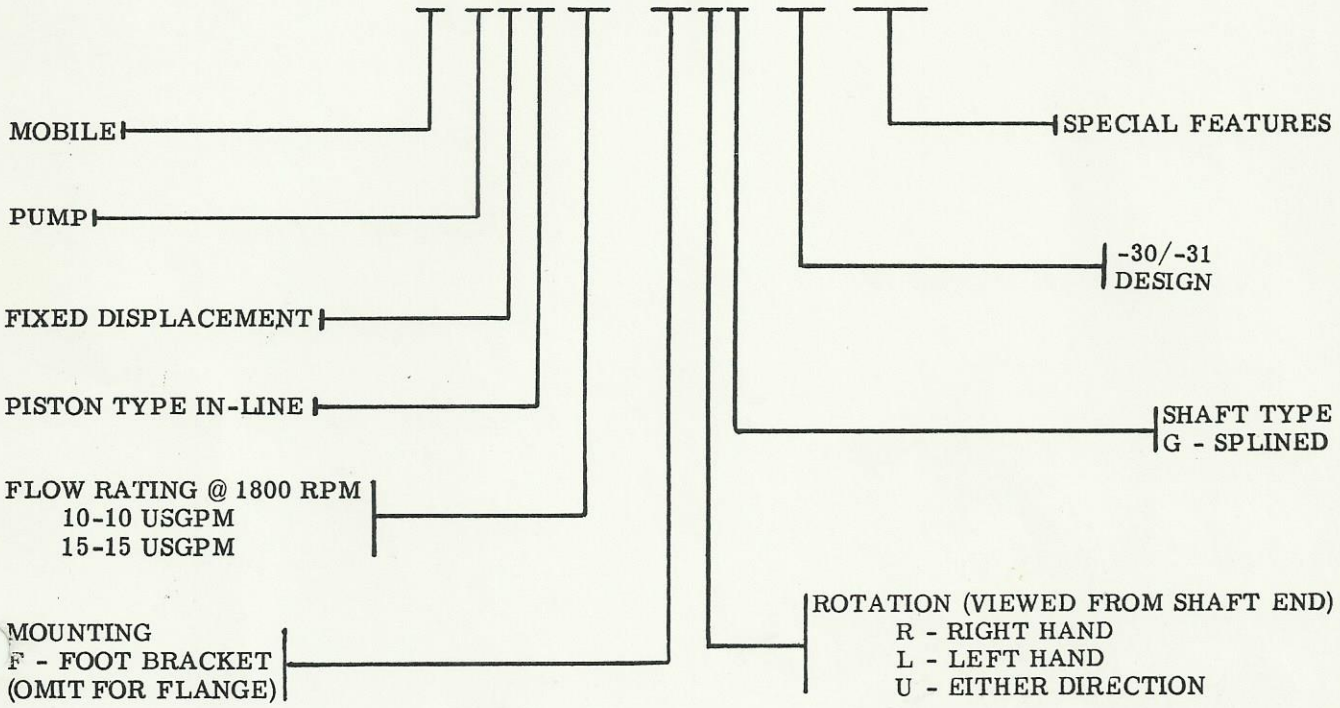 MOBILE
SPECIAL FEATURES
PUMP
-30/-31
DESIGN
FIXED DISPLACEMENT
PISTON TYPE IN-LINE
SHAFT TYPE
G - SPLINED
FLOW RATING @ 1800 RPM
10-10 USGPM
15-15 USGPM
MOUNTING
F - FOOT BRACKET
(OMIT FOR FLANGE)
ROTATION (VIEWED FROM SHAFT END)
R - RIGHT HAND
L - LEFT HAND
U - EITHER DIRECTION